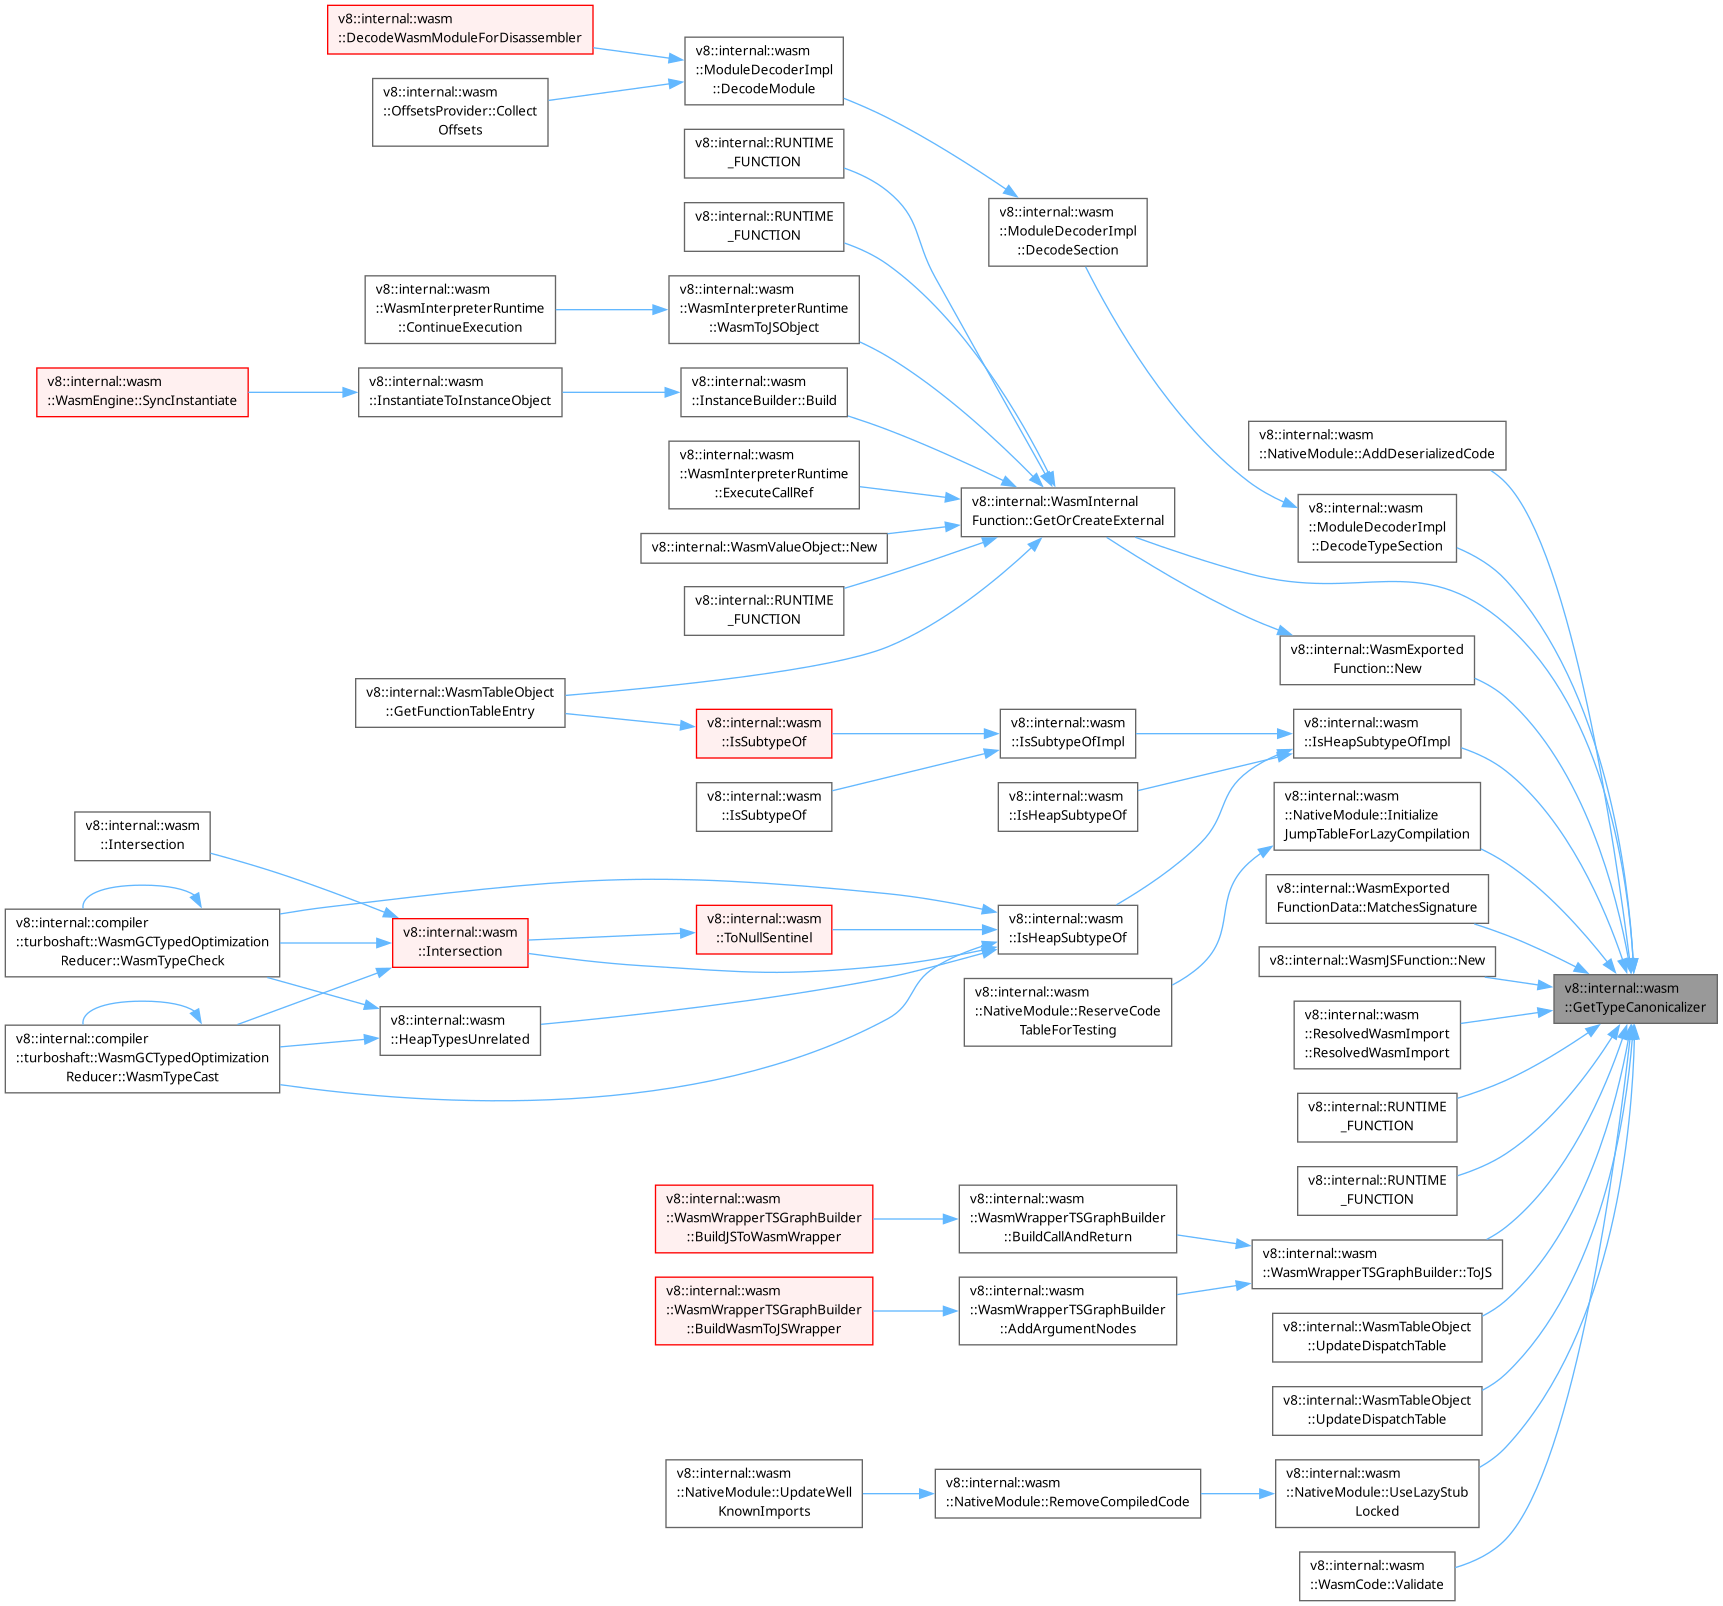 v8::internal::wasm
::DecodeWasmModuleForDisassembler
v8::internal::wasm
::ModuleDecoderImpl
::DecodeModule
v8::internal::wasm
::OffsetsProvider::Collect
Offsets
v8::internal::RUNTIME
_FUNCTION
v8::internal::wasm
::ModuleDecoderImpl
::DecodeSection
v8::internal::RUNTIME
_FUNCTION
v8::internal::wasm
::WasmInterpreterRuntime
::ContinueExecution
v8::internal::wasm
::WasmInterpreterRuntime
::WasmToJSObject
v8::internal::wasm
::WasmEngine::SyncInstantiate
v8::internal::wasm
::InstantiateToInstanceObject
v8::internal::wasm
::InstanceBuilder::Build
v8::internal::wasm
::NativeModule::AddDeserializedCode
v8::internal::wasm
::WasmInterpreterRuntime
::ExecuteCallRef
v8::internal::WasmInternal
Function::GetOrCreateExternal
v8::internal::wasm
::ModuleDecoderImpl
::DecodeTypeSection
v8::internal::WasmValueObject::New
v8::internal::RUNTIME
_FUNCTION
v8::internal::WasmExported
Function::New
v8::internal::WasmTableObject
::GetFunctionTableEntry
v8::internal::wasm
::IsSubtypeOf
v8::internal::wasm
::IsSubtypeOfImpl
v8::internal::wasm
::IsHeapSubtypeOfImpl
v8::internal::wasm
::IsSubtypeOf
v8::internal::wasm
::IsHeapSubtypeOf
v8::internal::wasm
::NativeModule::Initialize
JumpTableForLazyCompilation
v8::internal::wasm
::Intersection
v8::internal::WasmExported
FunctionData::MatchesSignature
v8::internal::compiler
::turboshaft::WasmGCTypedOptimization
Reducer::WasmTypeCheck
v8::internal::wasm
::Intersection
v8::internal::wasm
::ToNullSentinel
v8::internal::wasm
::IsHeapSubtypeOf
v8::internal::WasmJSFunction::New
v8::internal::wasm
::GetTypeCanonicalizer
v8::internal::wasm
::NativeModule::ReserveCode
TableForTesting
v8::internal::wasm
::ResolvedWasmImport
::ResolvedWasmImport
v8::internal::wasm
::HeapTypesUnrelated
v8::internal::compiler
::turboshaft::WasmGCTypedOptimization
Reducer::WasmTypeCast
v8::internal::RUNTIME
_FUNCTION
v8::internal::RUNTIME
_FUNCTION
v8::internal::wasm
::WasmWrapperTSGraphBuilder
::BuildJSToWasmWrapper
v8::internal::wasm
::WasmWrapperTSGraphBuilder
::BuildCallAndReturn
v8::internal::wasm
::WasmWrapperTSGraphBuilder::ToJS
v8::internal::wasm
::WasmWrapperTSGraphBuilder
::BuildWasmToJSWrapper
v8::internal::wasm
::WasmWrapperTSGraphBuilder
::AddArgumentNodes
v8::internal::WasmTableObject
::UpdateDispatchTable
v8::internal::WasmTableObject
::UpdateDispatchTable
v8::internal::wasm
::NativeModule::UpdateWell
KnownImports
v8::internal::wasm
::NativeModule::RemoveCompiledCode
v8::internal::wasm
::NativeModule::UseLazyStub
Locked
v8::internal::wasm
::WasmCode::Validate